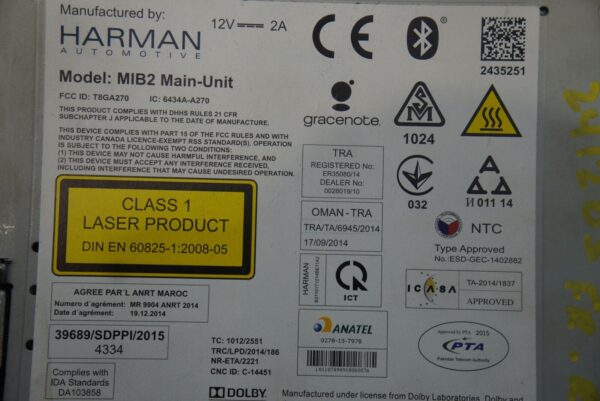 Manufactured by:
HARMAN
AUTOMOTIVE
12V 2A
Model: MIB2 Main-Unit
FCC ID: T8GA270 IC: 6434A-A270
THIS PRODUCT COMPLIES WITH DHHS RULES 21 CFR
SUBCHAPTER J APPLICABLE TO THE DATE OF MANUFACTURE.
THIS DEVICE COMPLIES WITH PART 15 OF THE FCC RULES AND WITH
INDUSTRY CANADA LICENCE-EXEMPT RSS STANDARD(S). OPERATION
IS SUBJECT TO THE FOLLOWING TWO CONDITIONS:
(1) THIS DEVICE MAY NOT CAUSE HARMFUL INTERFERENCE, AND
(2) THIS DEVICE MUST ACCEPT ANY INTERFERENCE RECEIVED,
INCLUDING INTERFERENCE THAT MAY CAUSE UNDESIRED OPERATION.
CLASS 1
LASER PRODUCT
DIN EN 60825-1:2008-05
AGREE PAR´L ANRT MAROC
Numero d´agrément: MR 9904 ANRT 2014
Date d´agrément: 19.12.2014
39689/SDPPI/2015
4334
Complies with
IDA Standards
DA103858
TC: 1012/2551
TRC/LPD/2014/186
NR-ETA/2221
CNC ID: C-14451
DOLBY
Manufactured under license from Dolby Laboratories. Dolby and
CE
gracenote.
TRA
REGISTERED No:
ER35080/14
DEALER No:
0028019/10
OMAN - TRA
TRA/TA/6945/2014
17/09/2014
HARMAN
ICT
ANATEL
0278-15-7978
2435251
1024
032
И 011 14
NTC
Type Approved
No.:ESD-GEC-1402882
ICASA
TA-2014/1837
APPROVED
Approved by PTA 2015
PTA
Pakistan Telecom Authority